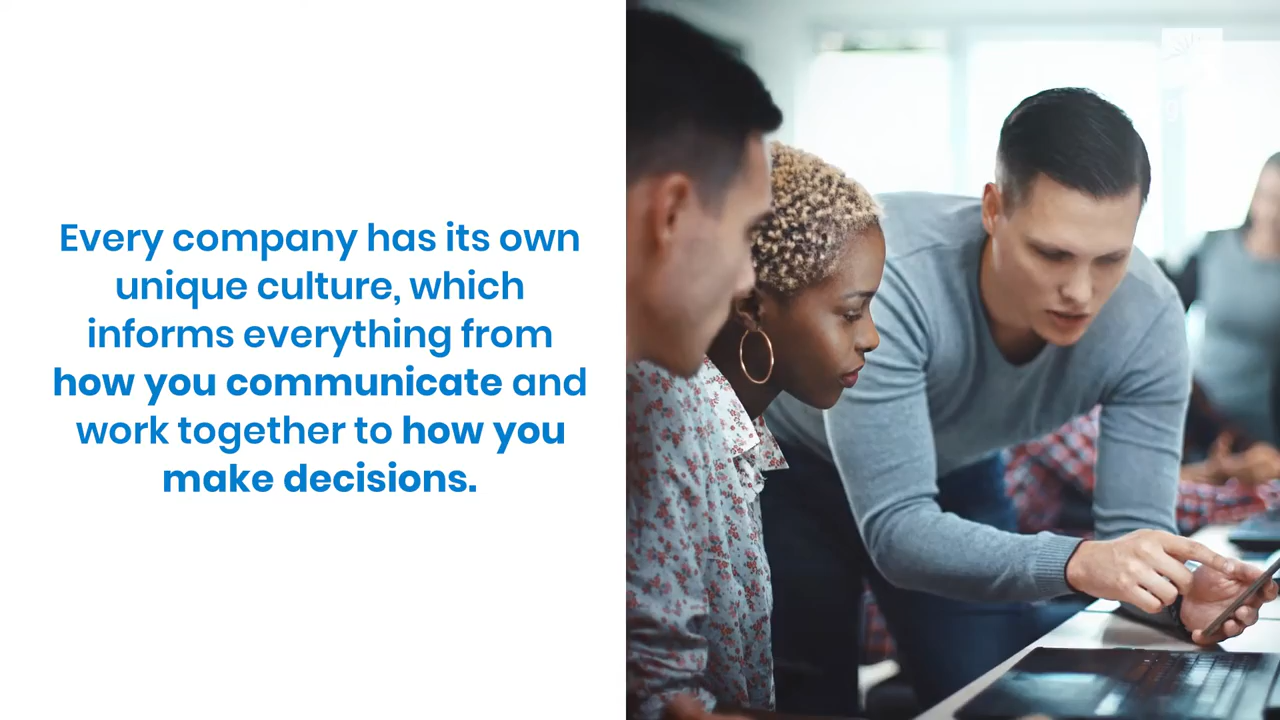 Every company has its own
unique culture, which
informs everything from
how you communicate and
work together to how you
make decisions.